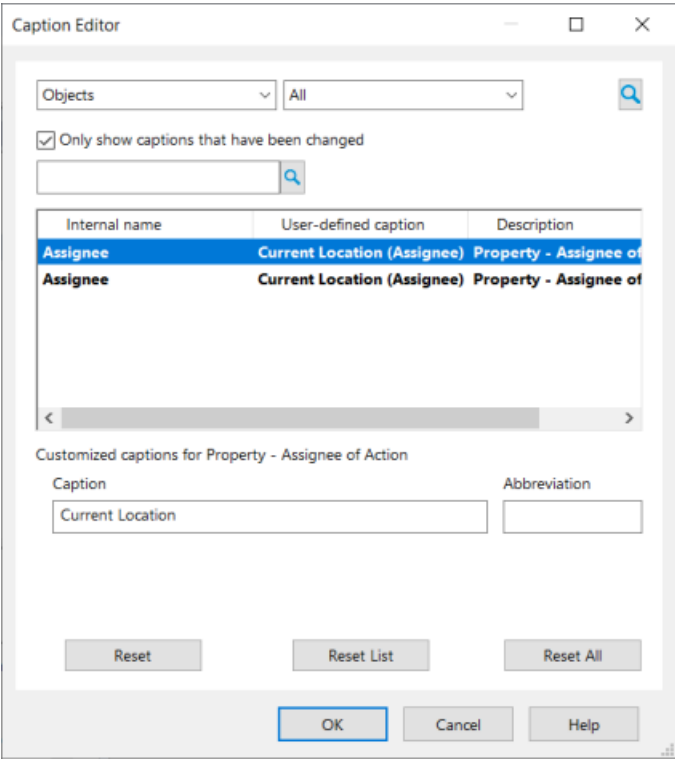 Caption Editor
Objects All
Only show captions that have been changed
Internal name User-defined caption Description
Assignee Current Location (Assignee) Property - Assignee of
Assignee Current Location (Assignee) Property - Assignee of
Customized captions for Property - Assignee of Action
Caption Abbreviation
Current Location
Reset Reset List Reset All
OK Cancel Help